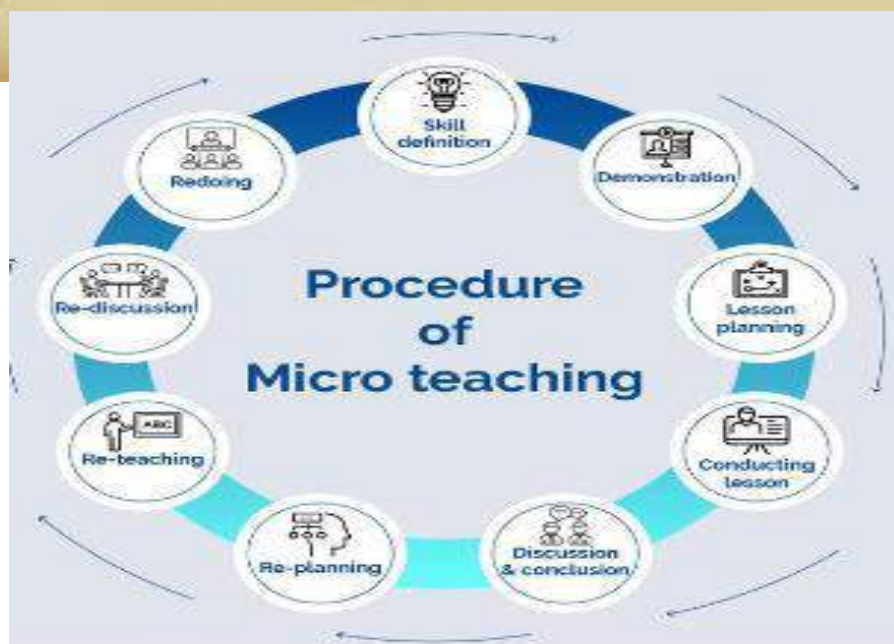 Procedure
of
Micro teaching
Skill
definition
Demonstration
Lesson
planning
Conducting
lesson
Discussion
& conclusion
Re-planning
Re-teaching
ABC
Re-discussion
Redoing